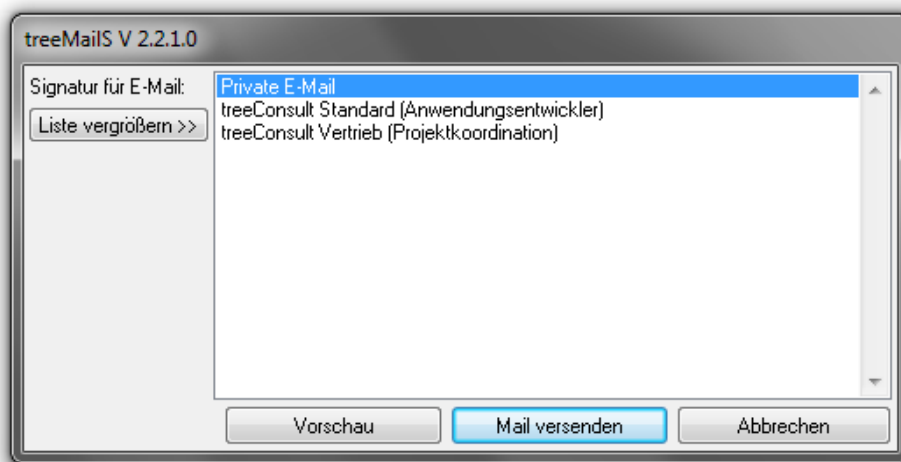 treeMailS V 2.2.1.0
Signatur für E-Mail:
Liste vergrößern >>
Private E-Mail
treeConsult Standard (Anwendungsentwickler)
treeConsult Vertrieb (Projektkoordination)
Vorschau
Mail versenden
Abbrechen